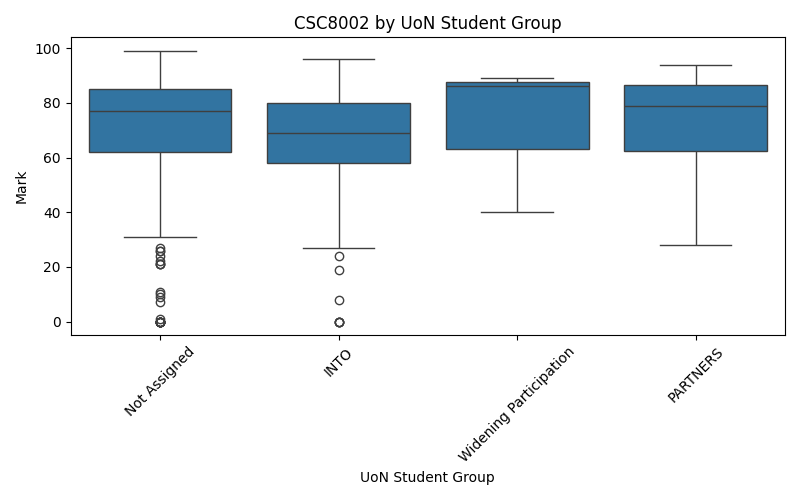 CSC8002 by UoN Student Group
Mark
100
80
60
40
20
0
Not Assigned
INTO
Widening Participation
PARTNERS
UoN Student Group